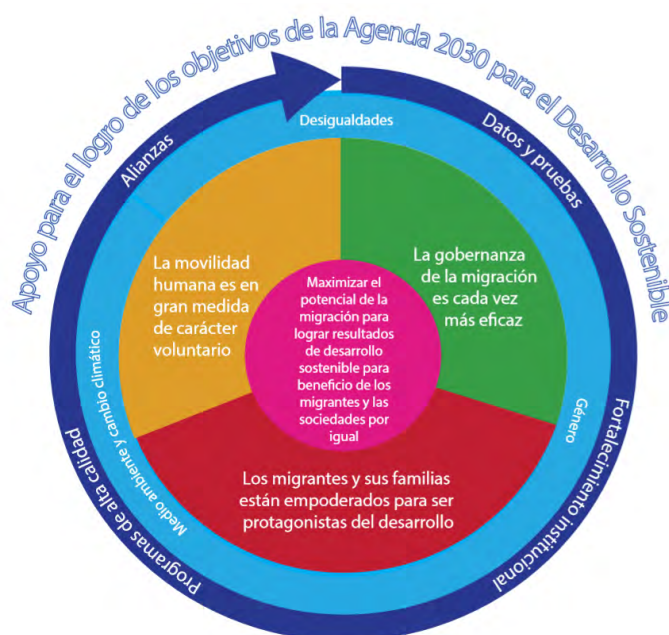 Apoyo para el logro de los objetivos de la Agenda 2030 para el Desarrollo Sostenible
Alianzas
Datos y pruebas
Fortalecimiento institucional
Programas de alta calidad
Desigualdades
Género
Medio ambiente y cambio climático
La movilidad
humana es en
gran medida
de carácter
voluntario
La gobernanza
de la migración
es cada vez
más eficaz
Maximizar el
potencial de la
migración para
lograr resultados
de desarrollo
sostenible para
beneficio de los
migrantes y las
sociedades por
igual
Los migrantes y sus familias
están empoderados para ser
protagonistas del desarrollo